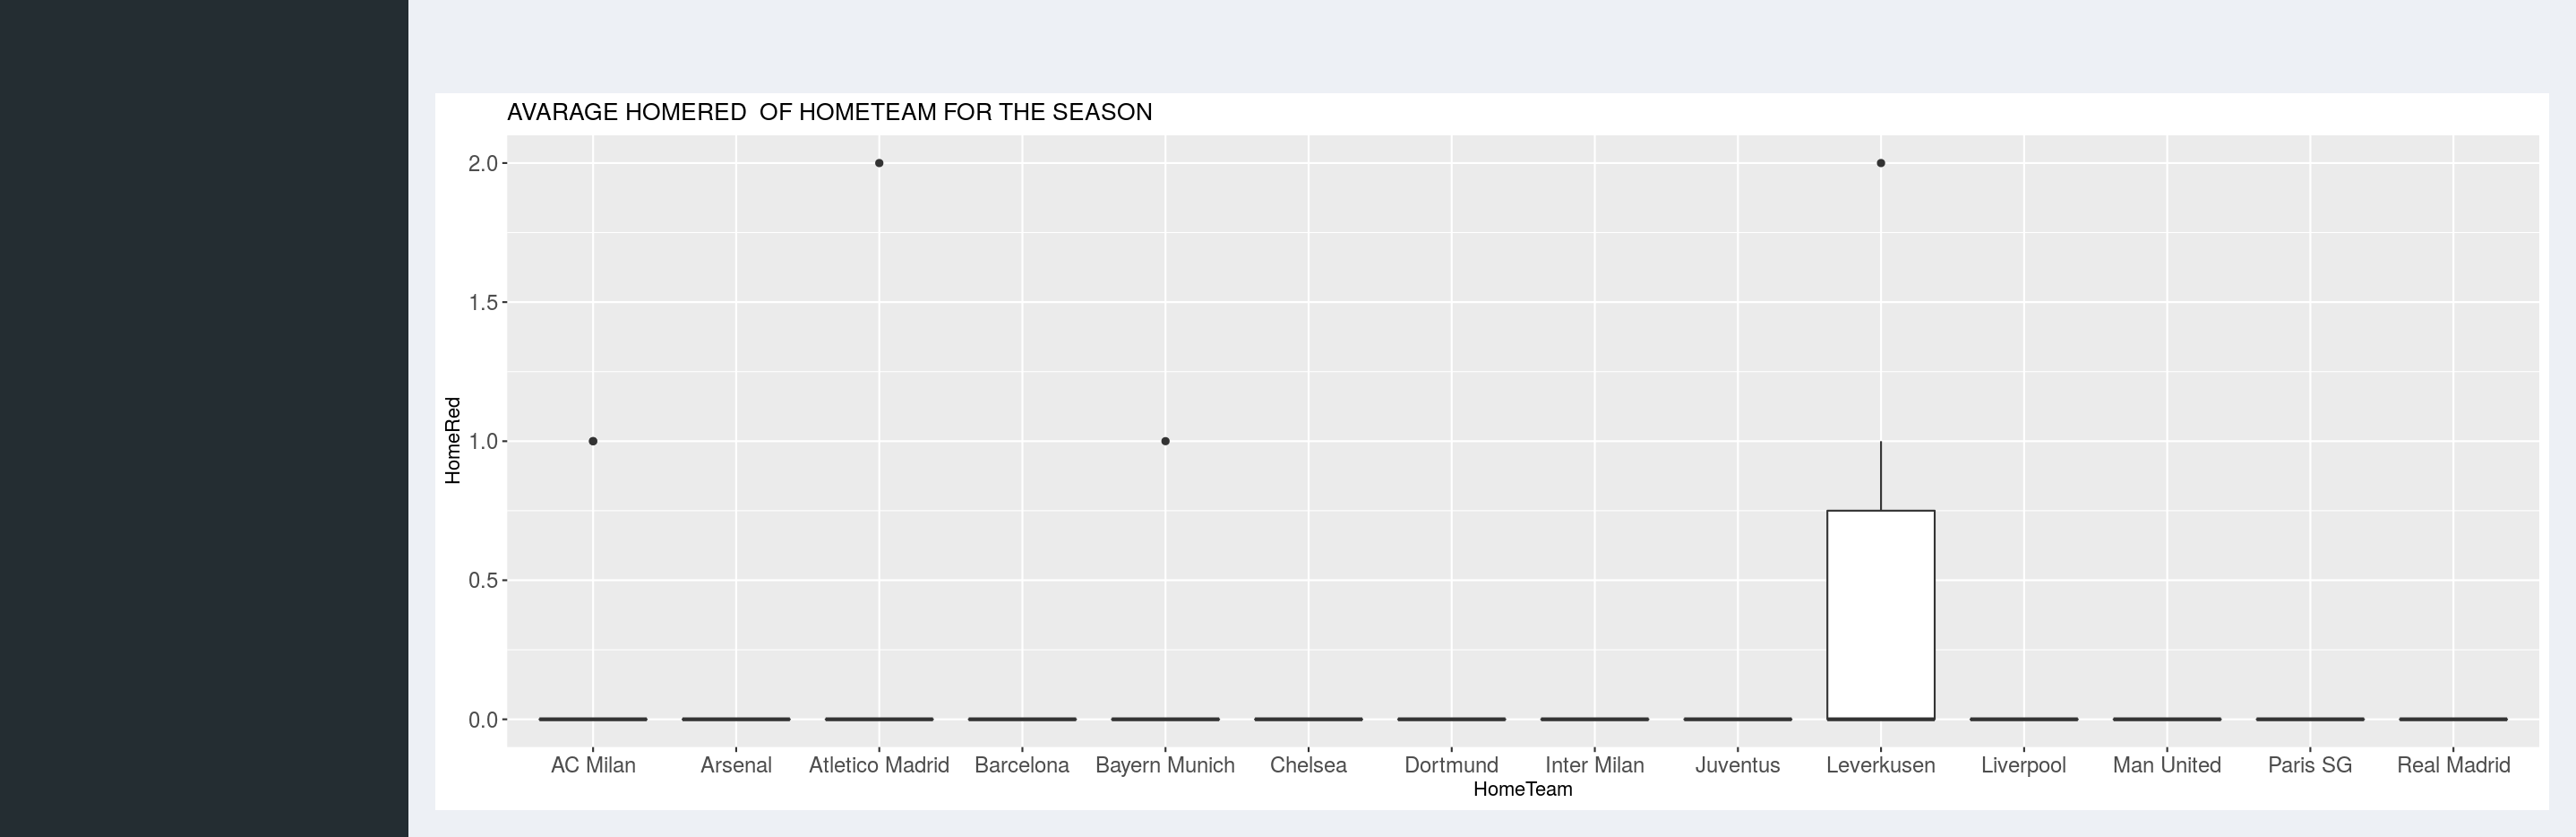 AVARAGE HOMERED  OF HOMETEAM FOR THE SEASON
2.0
1.5
1.0
0.5
0.0
HomeRed
AC Milan Arsenal Atletico Madrid Barcelona Bayern Munich Chelsea Dortmund Inter Milan Juventus Leverkusen Liverpool Man United Paris SG Real Madrid
HomeTeam